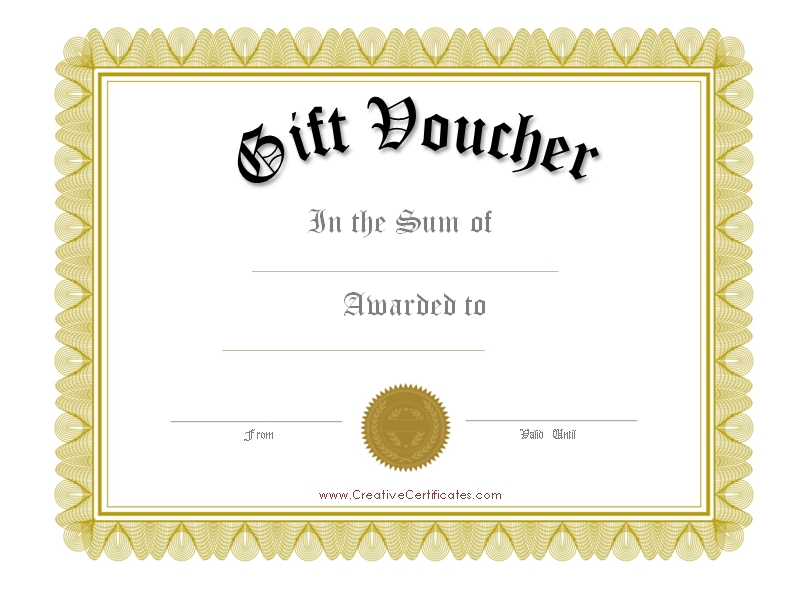 Gift Voucher
In the Sum of
Awarded to
From
Valid Until
www.CreativeCertificates.com